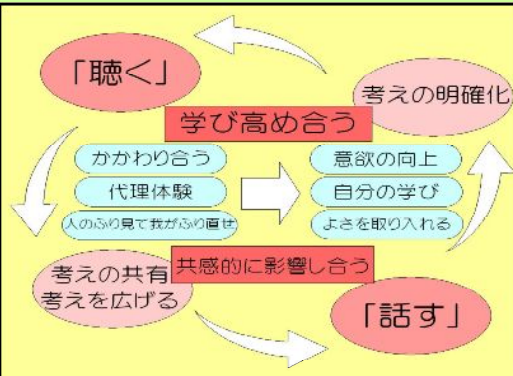 「聴く」
考えの明確化
学び高め合う
かかわり合う
意欲の向上
代理体験
自分の学び
人のふり見て我がふり直せ
よさを取り入れる
共感的に影響し合う
考えの共有
考えを広げる
「話す」